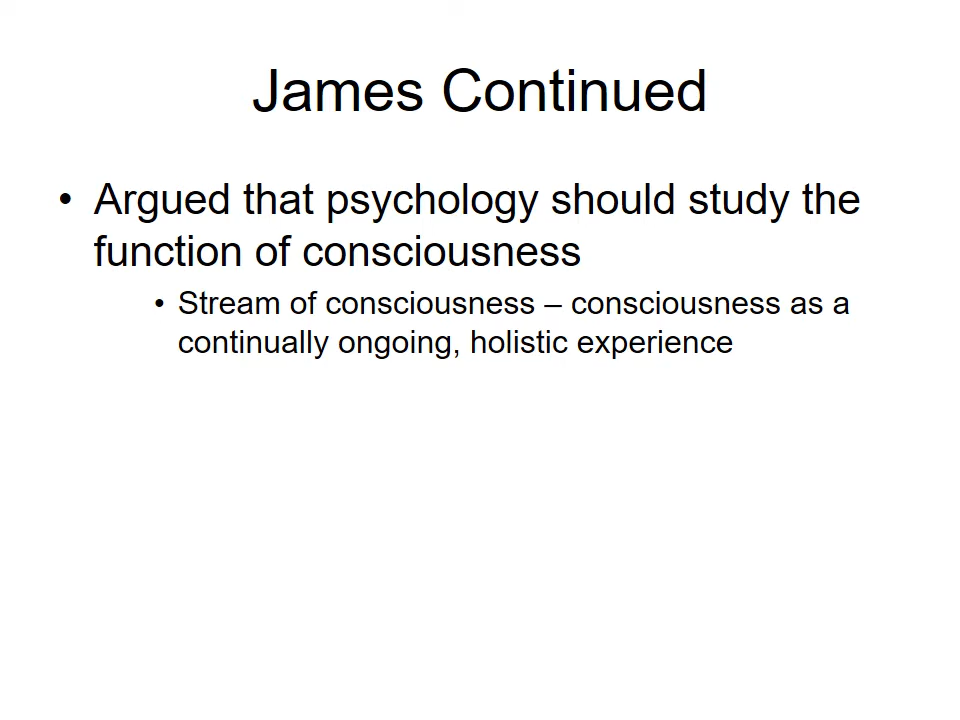 James Continued
• Argued that psychology should study the
function of consciousness
• Stream of consciousness – consciousness as a
continually ongoing, holistic experience